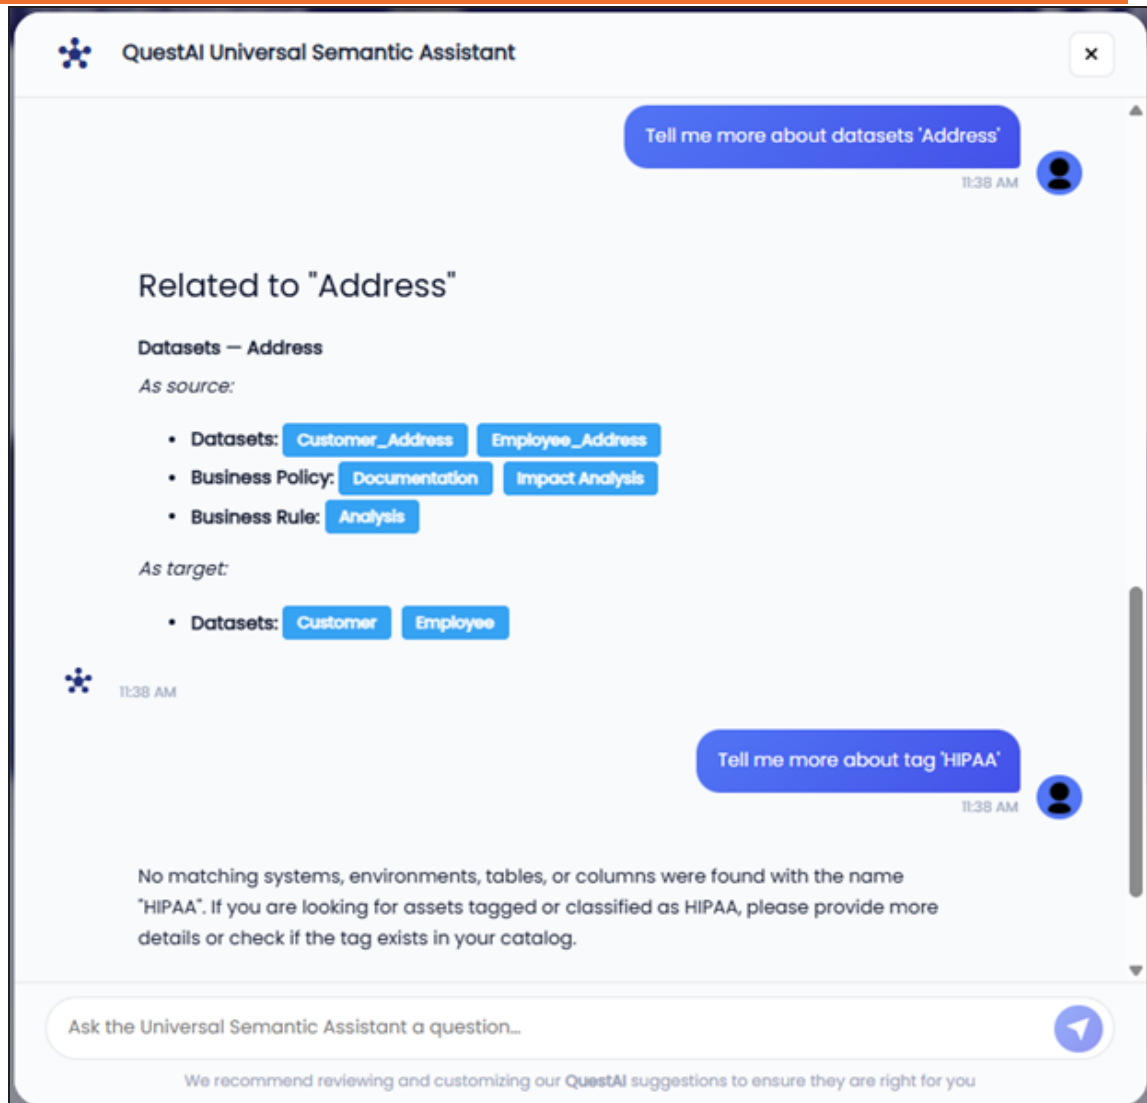 QuestAI Universal Semantic Assistant
Tell me more about datasets 'Address'
11:38 AM
Related to "Address"
Datasets — Address
As source:
• Datasets: Customer_Address Employee_Address
• Business Policy: Documentation Impact Analysis
• Business Rule: Analysis
As target:
• Datasets: Customer Employee
11:38 AM
Tell me more about tag 'HIPAA'
11:38 AM
No matching systems, environments, tables, or columns were found with the name
"HIPAA". If you are looking for assets tagged or classified as HIPAA, please provide more
details or check if the tag exists in your catalog.
Ask the Universal Semantic Assistant a question...
We recommend reviewing and customizing our QuestAI suggestions to ensure they are right for you